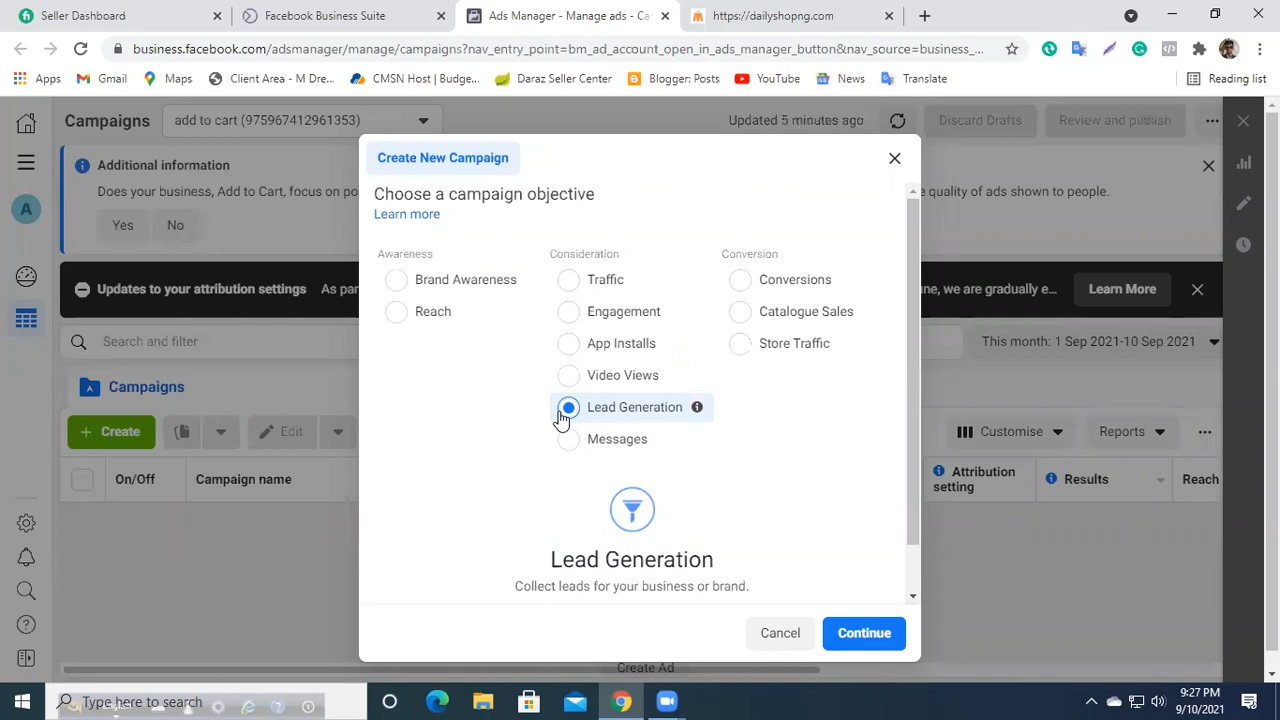 Seller Dashboard
Facebook Business Suite
Ads Manager - Manage ads - Ca
https://dailyshopng.com
business.facebook.com/adsmanager/manage/campaigns?nav_entry_point=bm_ad_account_open_in_ads_manager_button&nav_source=business_...
Apps
Gmail
Maps
Client Area - M Dre...
CMSN Host | Budge...
Daraz Seller Center
Blogger: Posts
YouTube
News
Translate
Reading list
Campaigns
add to cart (975967412961353)
Updated 5 minutes ago
Discard Drafts
Review and publish
Additional information
Does your business, Add to Cart, focus on po
e quality of ads shown to people.
Yes
No
A
Create New Campaign
Choose a campaign objective
Learn more
Awareness
Consideration
Conversion
Brand Awareness
Traffic
Conversions
Reach
Engagement
Catalogue Sales
App Installs
Store Traffic
Video Views
Lead Generation
Messages
Lead Generation
Collect leads for your business or brand.
Cancel
Continue
Updates to your attribution settings
As par
ne, we are gradually e...
Learn More
Search and filter
This month: 1 Sep 2021-10 Sep 2021
Campaigns
+ Create
Edit
Customise
Reports
On/Off
Campaign name
Attribution setting
Results
Reach
Create Ad
Type here to search
9:27 PM
9/10/2021